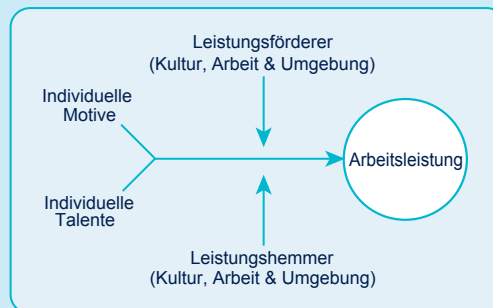 Leistungsförderer
(Kultur, Arbeit & Umgebung)
Individuelle
Motive
Arbeitsleistung
Individuelle
Talente
Leistungshemmer
(Kultur, Arbeit & Umgebung)